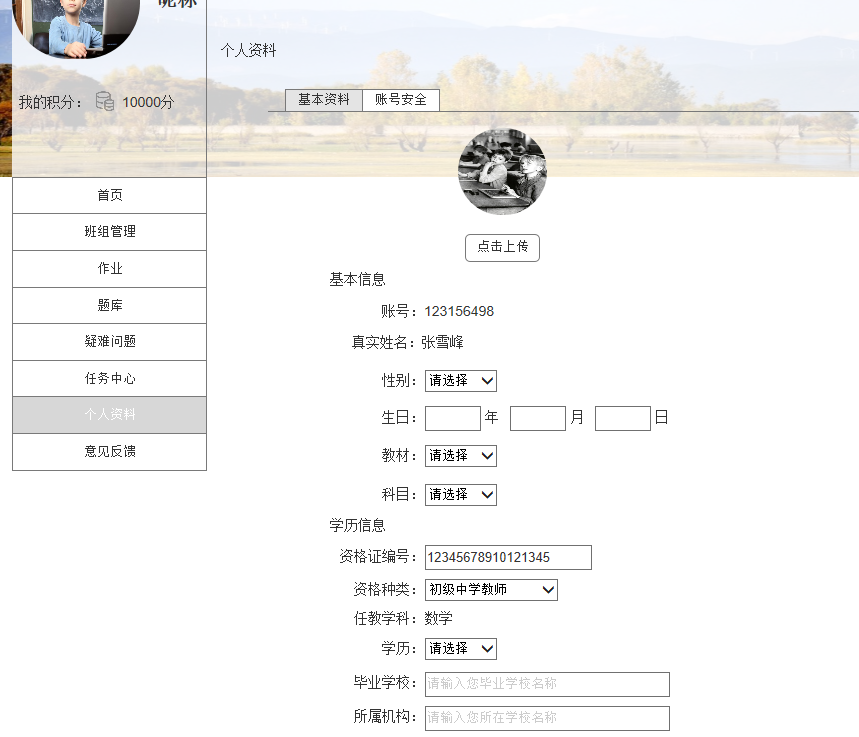 昵称
我的积分： 10000分
首页
班组管理
作业
题库
疑难问题
任务中心
个人资料
意见反馈
个人资料
基本资料 账号安全
点击上传
基本信息
账号：123156498
真实姓名：张雪峰
性别：请选择
生日： 年 月 日
教材：请选择
科目：请选择
学历信息
资格证编号：12345678910121345
资格种类：初级中学教师
任教学科：数学
学历：请选择
毕业学校：请输入您毕业学校名称
所属机构：请输入您所在学校名称